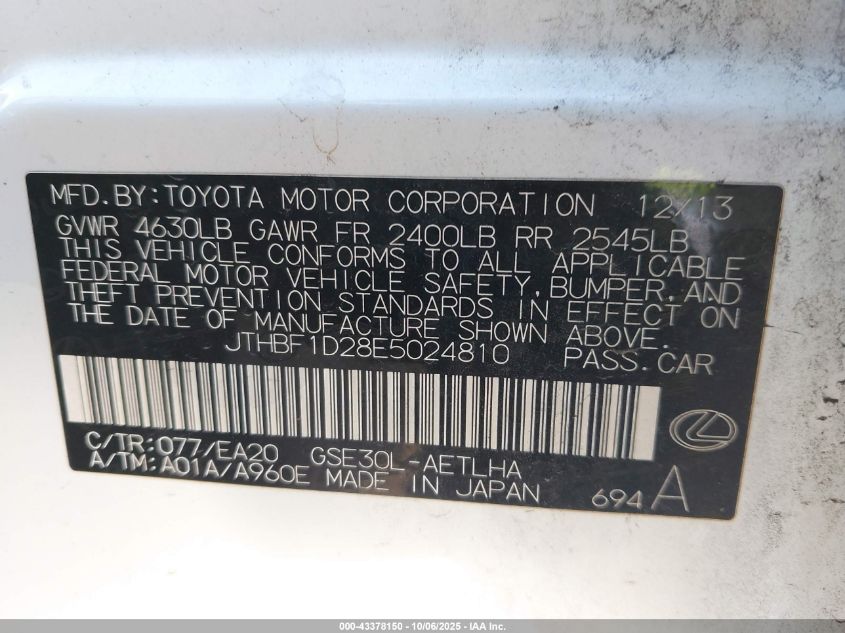 MFD.BY:TOYOTA MOTOR CORPORATION 12/13
GVWR 4630LB GAWR FR 2400LB RR 2545LB
THIS VEHICLE CONFORMS TO ALL APPLICABLE
FEDERAL MOTOR VEHICLE SAFETY,BUMPER,AND
THEFT PREVENTION STANDARDS IN EFFECT ON
THE DATE OF MANUFACTURE SHOWN ABOVE.
JTHBF1D28E5024810 PASS.CAR
C/TR:077/EA20 GSE30L-AETLHA
A/TM:A01A/A960E MADE IN JAPAN
694 A
000-43378150 - 10/06/2025 - IAA Inc.